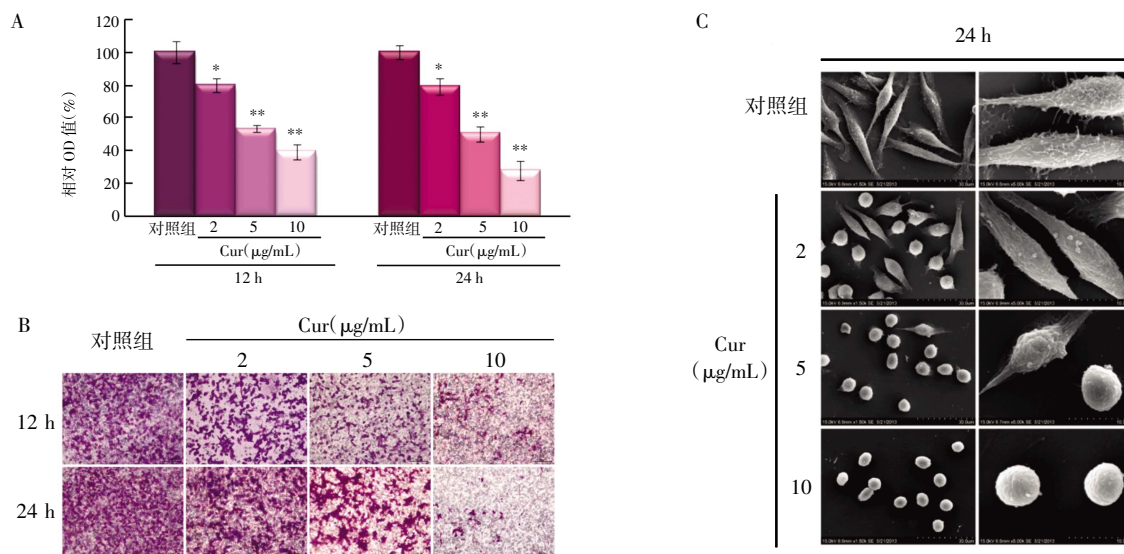 A
120
100
80
60
40
20
0
相对 OD 值(%)
*
**
**
*
**
**
对照组 2 5 10 对照组 2 5 10
Cur(μg/mL) Cur(μg/mL)
12 h 24 h
B
对照组
Cur(μg/mL)
2 5 10
12 h
24 h
C
24 h
对照组
Cur
(μg/mL)
2
5
10